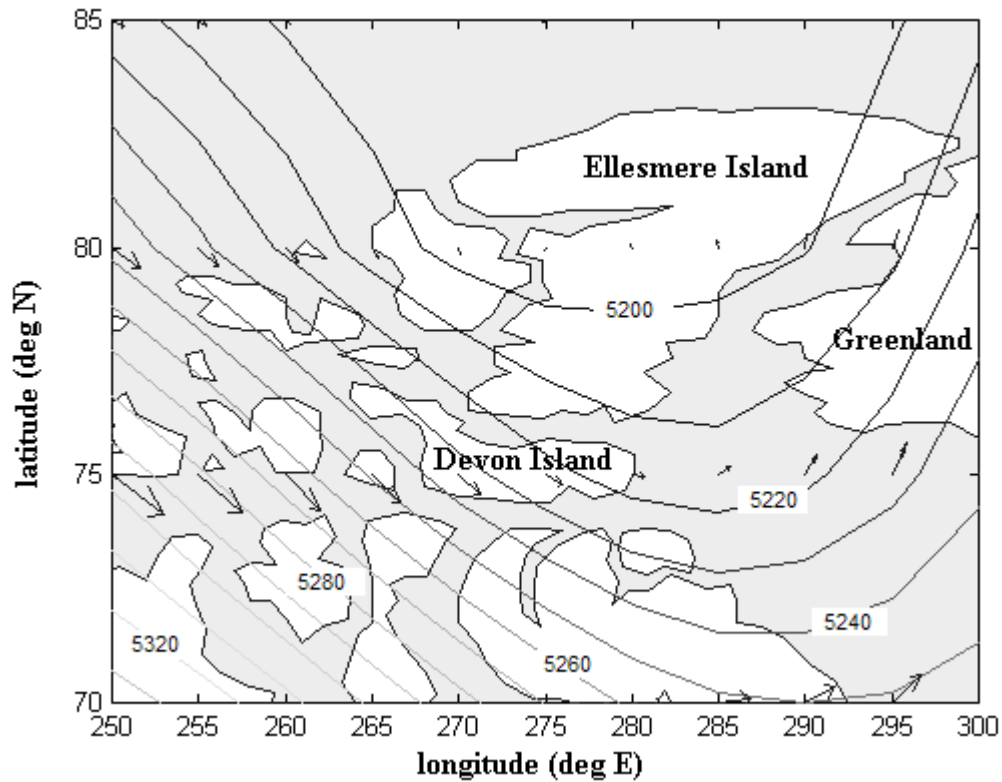 85
Ellesmere Island
80
5200
Greenland
latitude (deg N)
75
Devon Island
5220
5280
5240
5320
5260
70
250 255 260 265 270 275 280 285 290 295 300
longitude (deg E)